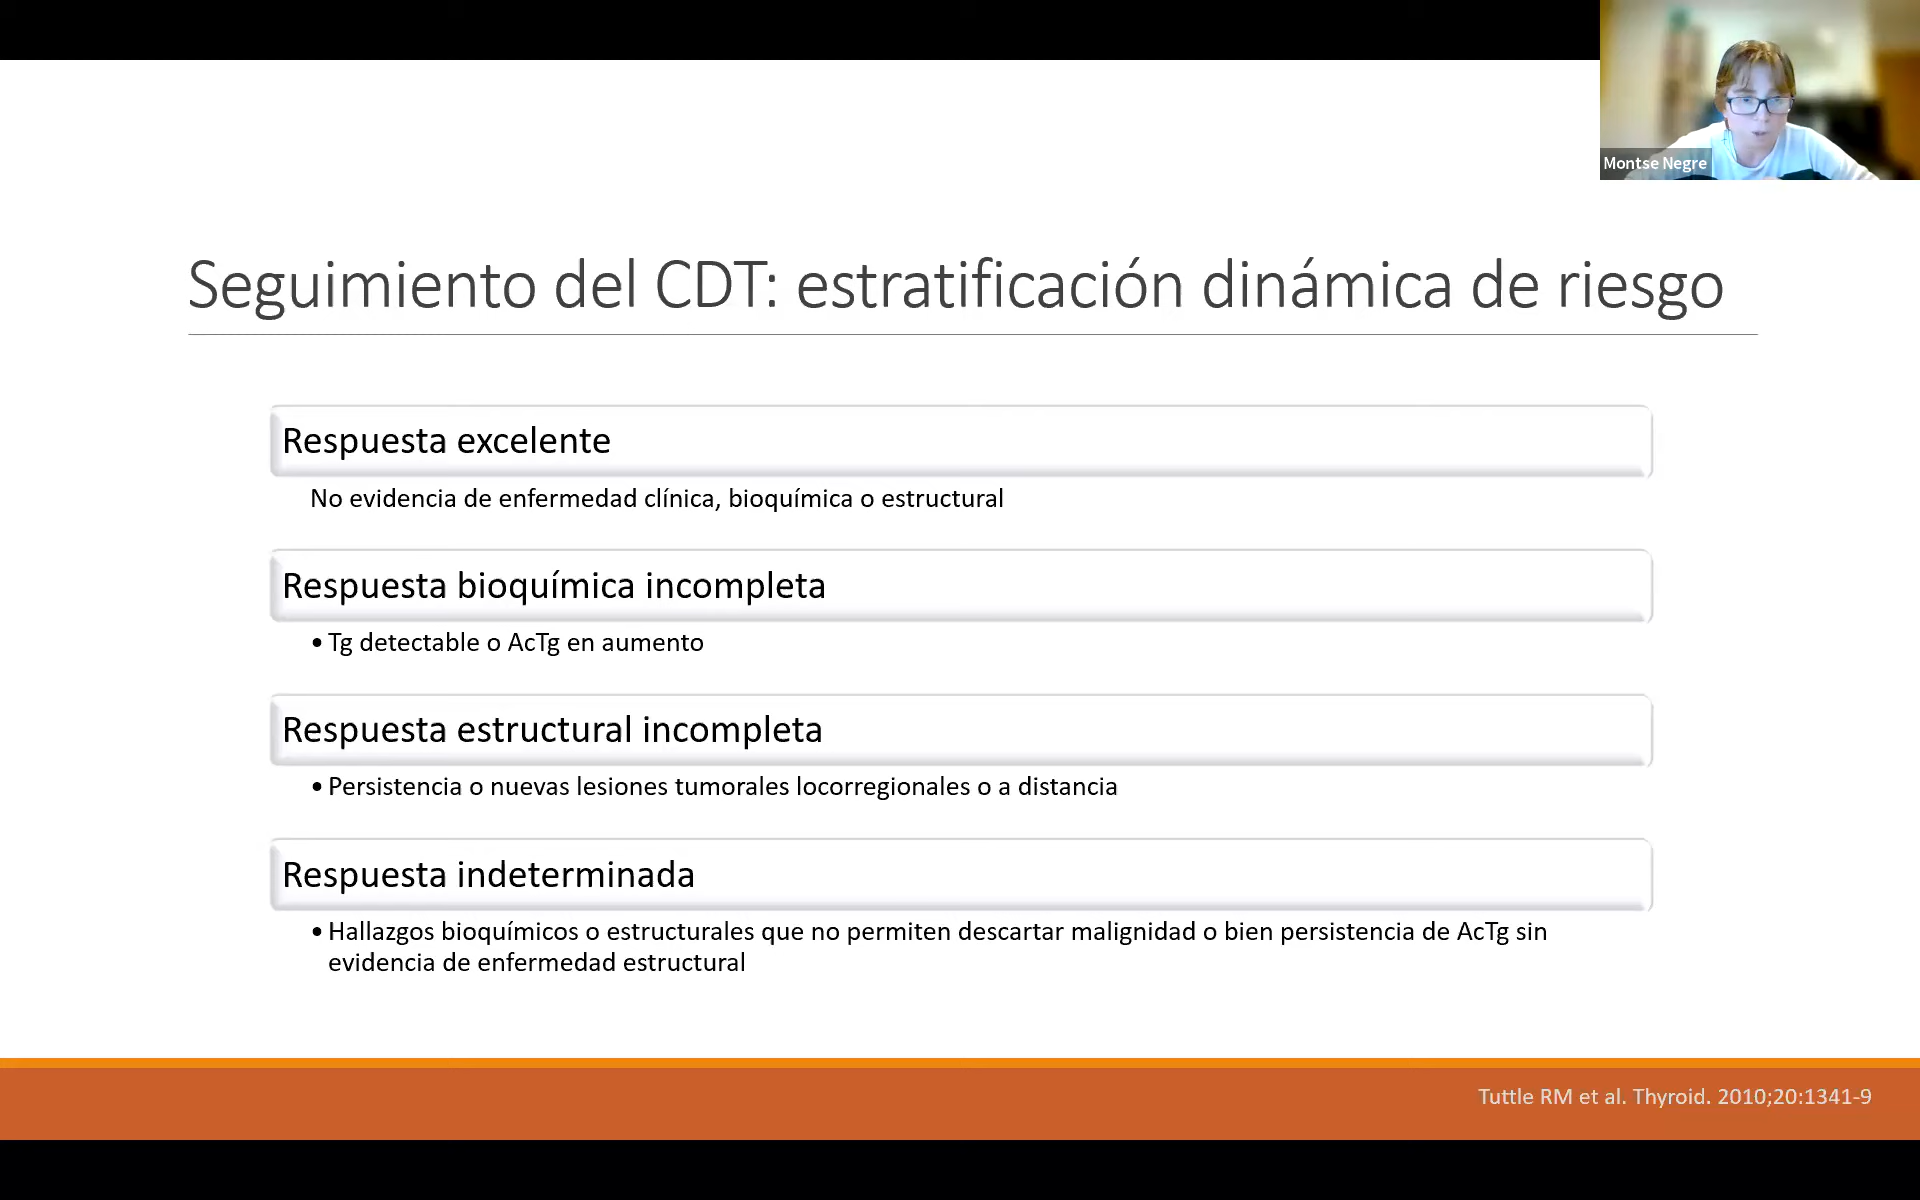 Montse Negre
Seguimiento del CDT: estratificación dinámica de riesgo
Respuesta excelente
No evidencia de enfermedad clínica, bioquímica o estructural
Respuesta bioquímica incompleta
• Tg detectable o AcTg en aumento
Respuesta estructural incompleta
• Persistencia o nuevas lesiones tumorales locorregionales o a distancia
Respuesta indeterminada
• Hallazgos bioquímicos o estructurales que no permiten descartar malignidad o bien persistencia de AcTg sin
evidencia de enfermedad estructural
Tuttle RM et al. Thyroid. 2010;20:1341-9